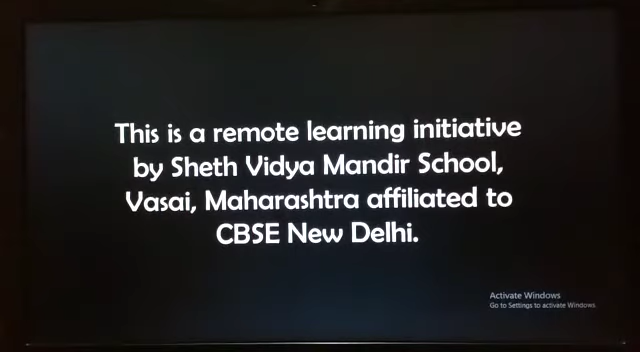 This is a remote learning initiative
by Sheth Vidya Mandir School,
Vasai, Maharashtra affiliated to
CBSE New Delhi.
Activate Windows
Go to Settings to activate Windows.